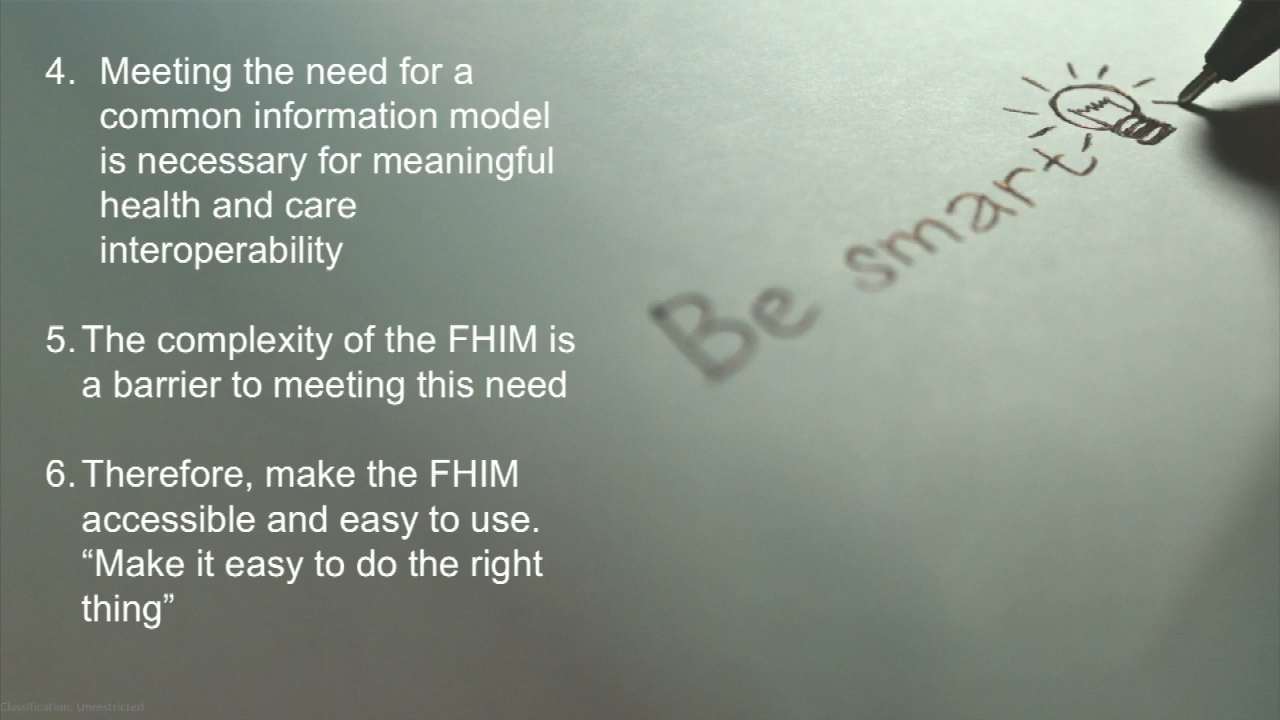 4. Meeting the need for a
common information model
is necessary for meaningful
health and care
interoperability
5. The complexity of the FHIM is
a barrier to meeting this need
6. Therefore, make the FHIM
accessible and easy to use.
“Make it easy to do the right
thing”
Be smart
Classification: Unrestricted